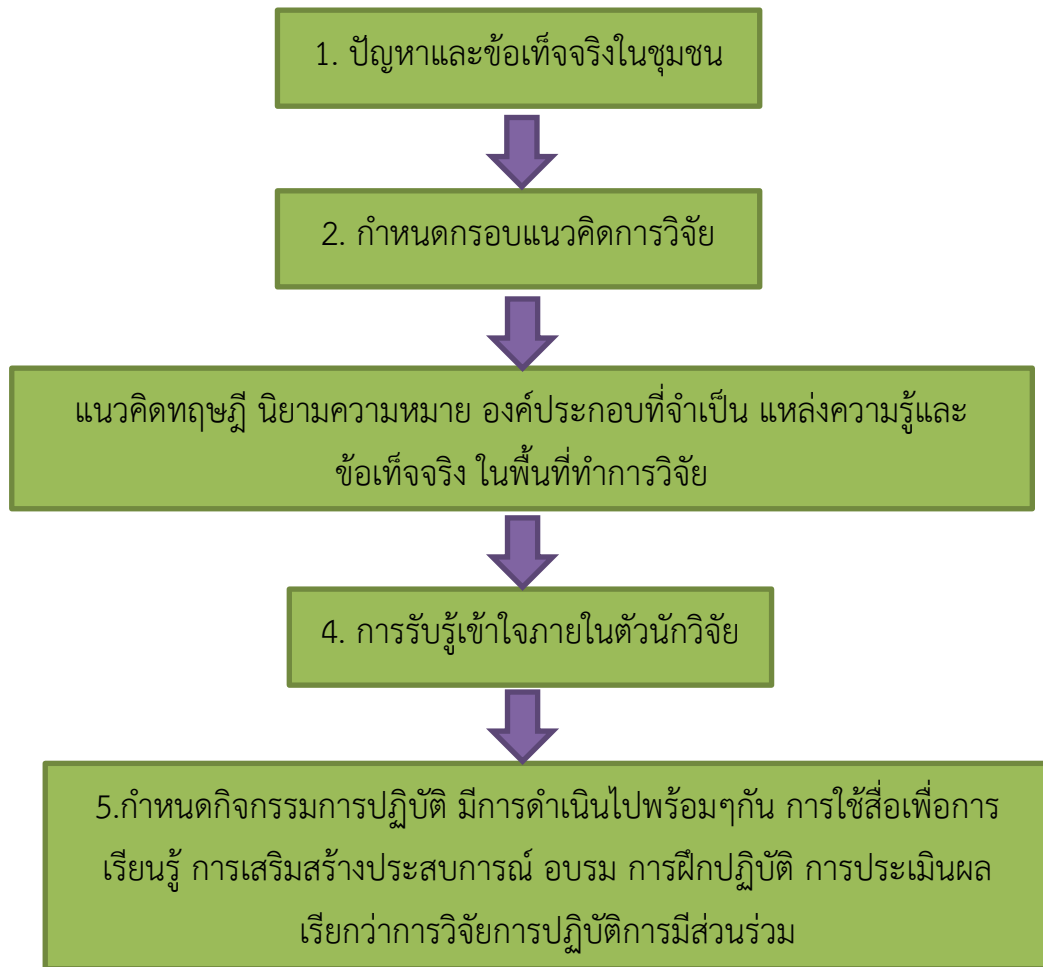 1. ปัญหาและข้อเท็จจริงในชุมชน
2. กำหนดกรอบแนวคิดการวิจัย
แนวคิดทฤษฎี นิยามความหมาย องค์ประกอบที่จำเป็น แหล่งความรู้และ
ข้อเท็จจริง ในพื้นที่ทำการวิจัย
4. การรับรู้เข้าใจภายในตัวนักวิจัย
5.กำหนดกิจกรรมการปฏิบัติ มีการดำเนินไปพร้อมๆกัน การใช้สื่อเพื่อการ
เรียนรู้ การเสริมสร้างประสบการณ์ อบรม การฝึกปฏิบัติ การประเมินผล
เรียกว่าการวิจัยการปฏิบัติการมีส่วนร่วม